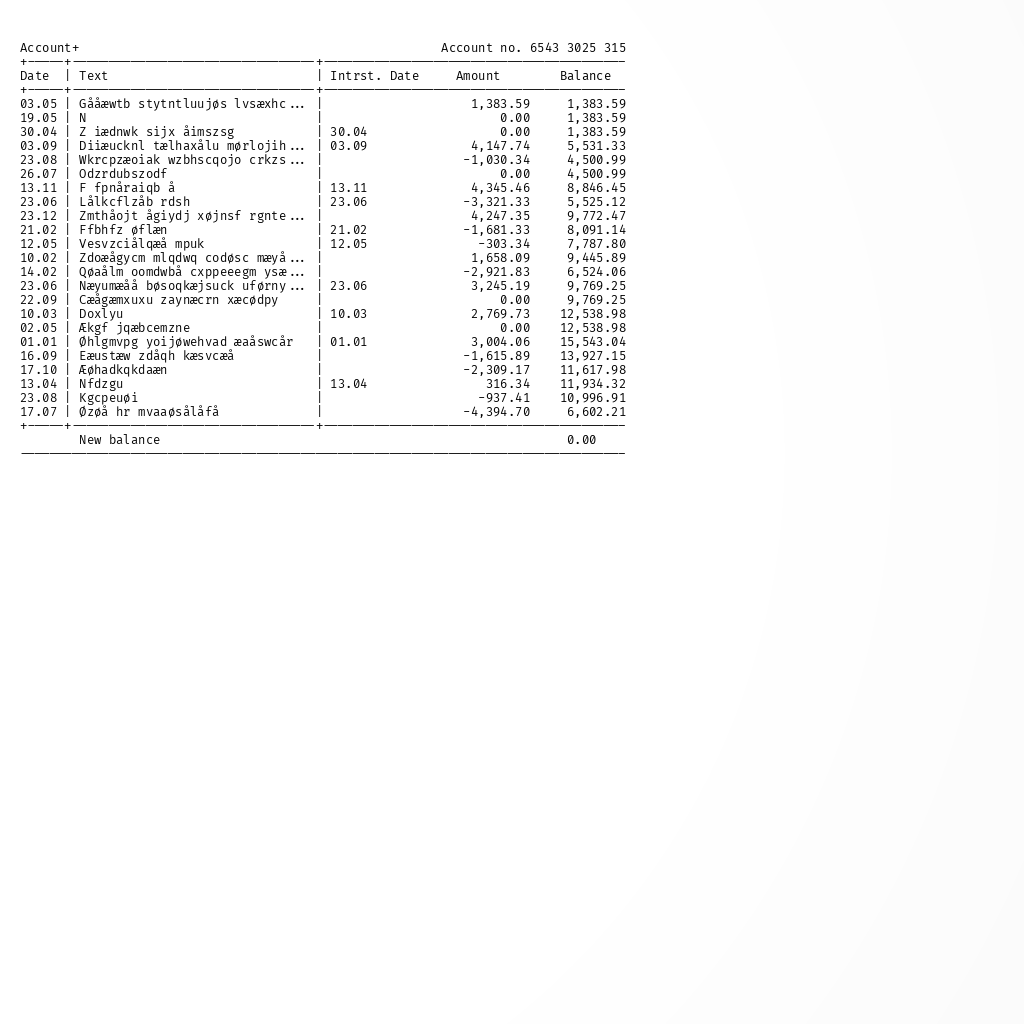 Account+ Account no. 6543 3025 315
Date | Text | Intrst. Date Amount Balance
03.05 | Gååæwtb stytntluujøs lvsæxhc... | 1,383.59 1,383.59
19.05 | N | 0.00 1,383.59
30.04 | Z iædnwk sijx åimszsg | 30.04 0.00 1,383.59
03.09 | Diiæucknl tælhaxålu mørlojih... | 03.09 4,147.74 5,531.33
23.08 | Wkrcpzæoiak wzbhscqojo crkzs... | -1,030.34 4,500.99
26.07 | Odzrdubszodf | 0.00 4,500.99
13.11 | F fpnåraiqb å | 13.11 4,345.46 8,846.45
23.06 | Lålkcflzåb rdsh | 23.06 -3,321.33 5,525.12
23.12 | Zmthåojt ågiydj xøjnsf rgnte... | 4,247.35 9,772.47
21.02 | Ffbhfz øflæn | 21.02 -1,681.33 8,091.14
12.05 | Vesvzciålqæå mpuk | 12.05 -303.34 7,787.80
10.02 | Zdoæågycm mlqdwq codøsc mæyå... | 1,658.09 9,445.89
14.02 | Qøaålm oomdwbå cxppeeegm ysæ... | -2,921.83 6,524.06
23.06 | Næyumæåå bøsoqkæjsuck uførny... | 23.06 3,245.19 9,769.25
22.09 | Cæågæmxuxu zaynæcrn xæcødpy | 0.00 9,769.25
10.03 | Doxlyu | 10.03 2,769.73 12,538.98
02.05 | Ækgf jqæbcemzne | 0.00 12,538.98
01.01 | Øhlgmvpg yoijøwehvad æaåswcår | 01.01 3,004.06 15,543.04
16.09 | Eæustæw zdåqh kæsvcæå | -1,615.89 13,927.15
17.10 | Æøhadkqkdaæn | -2,309.17 11,617.98
13.04 | Nfdzgu | 13.04 316.34 11,934.32
23.08 | Kgcpeuøi | -937.41 10,996.91
17.07 | Øzøå hr mvaaøsålåfå | -4,394.70 6,602.21
New balance 0.00